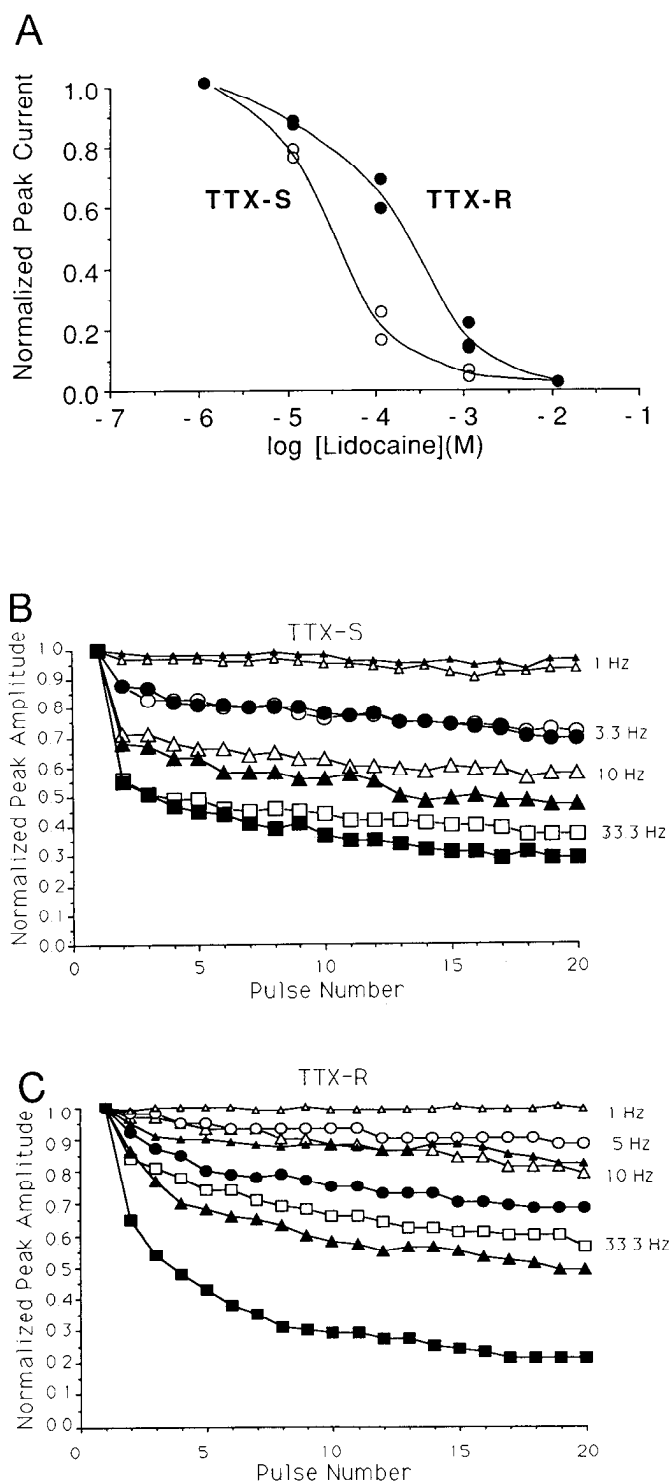 A
Normalized Peak Current
1.0
0.8
0.6
0.4
0.2
0.0
TTX-S
TTX-R
-7 -6 -5 -4 -3 -2 -1
log [Lidocaine](M)
B
TTX-S
Normalized Peak Amplitude
1.0
0.9
0.8
0.7
0.6
0.5
0.4
0.3
0.2
0.1
0.0
1 Hz
3.3 Hz
10 Hz
33.3 Hz
0 5 10 15 20
Pulse Number
C
TTX-R
Normalized Peak Amplitude
1.0
0.9
0.8
0.7
0.6
0.5
0.4
0.3
0.2
0.1
0.0
1 Hz
5 Hz
10 Hz
33.3 Hz
0 5 10 15 20
Pulse Number